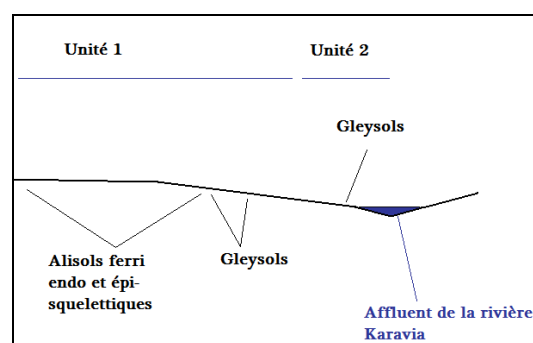 Unité 1
Unité 2
Gleysols
Alisols ferri
endo et épi-
squelettiques
Gleysols
Affluent de la rivière
Karavia